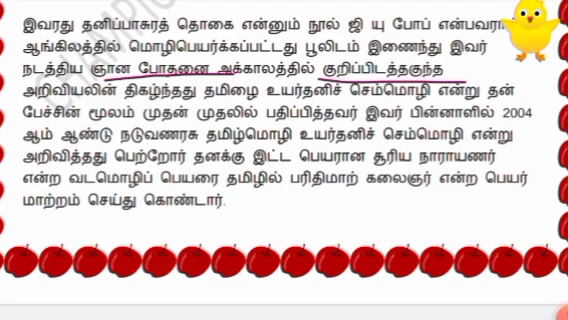 இவரது தனிப்பாசுரத் தொகை என்னும் நூல் ஜி யு போப் என்பவரா
ஆங்கிலத்தில் மொழிபெயர்க்கப்பட்டது பூலிடம் இணைந்து இவர்
நடத்திய ஞான போதனை அக்காலத்தில் குறிப்பிடத்தகுந்த
அறிவியலின் திகழ்ந்தது தமிழை உயர்தனிச் செம்மொழி என்று தன்
பேச்சின் மூலம் முதன் முதலில் பதிப்பித்தவர் இவர் பின்னாளில் 2004
ஆம் ஆண்டு நடுவணரசு தமிழ்மொழி உயர்தனிச் செம்மொழி என்று
அறிவித்தது பெற்றோர் தனக்கு இட்ட பெயரான சூரிய நாராயணர்
என்ற வடமொழிப் பெயரை தமிழில் பரிதிமாற் கலைஞர் என்ற பெயர்
மாற்றம் செய்து கொண்டார்.